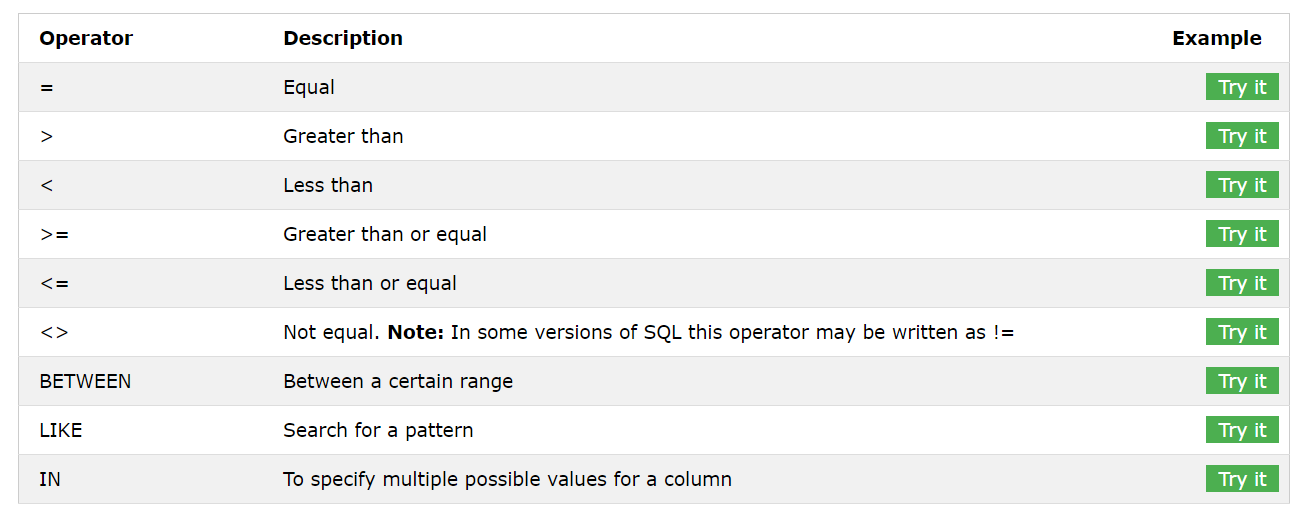 Operator Description Example
= Equal Try it
> Greater than Try it
< Less than Try it
>= Greater than or equal Try it
<= Less than or equal Try it
<> Not equal. Note: In some versions of SQL this operator may be written as != Try it
BETWEEN Between a certain range Try it
LIKE Search for a pattern Try it
IN To specify multiple possible values for a column Try it